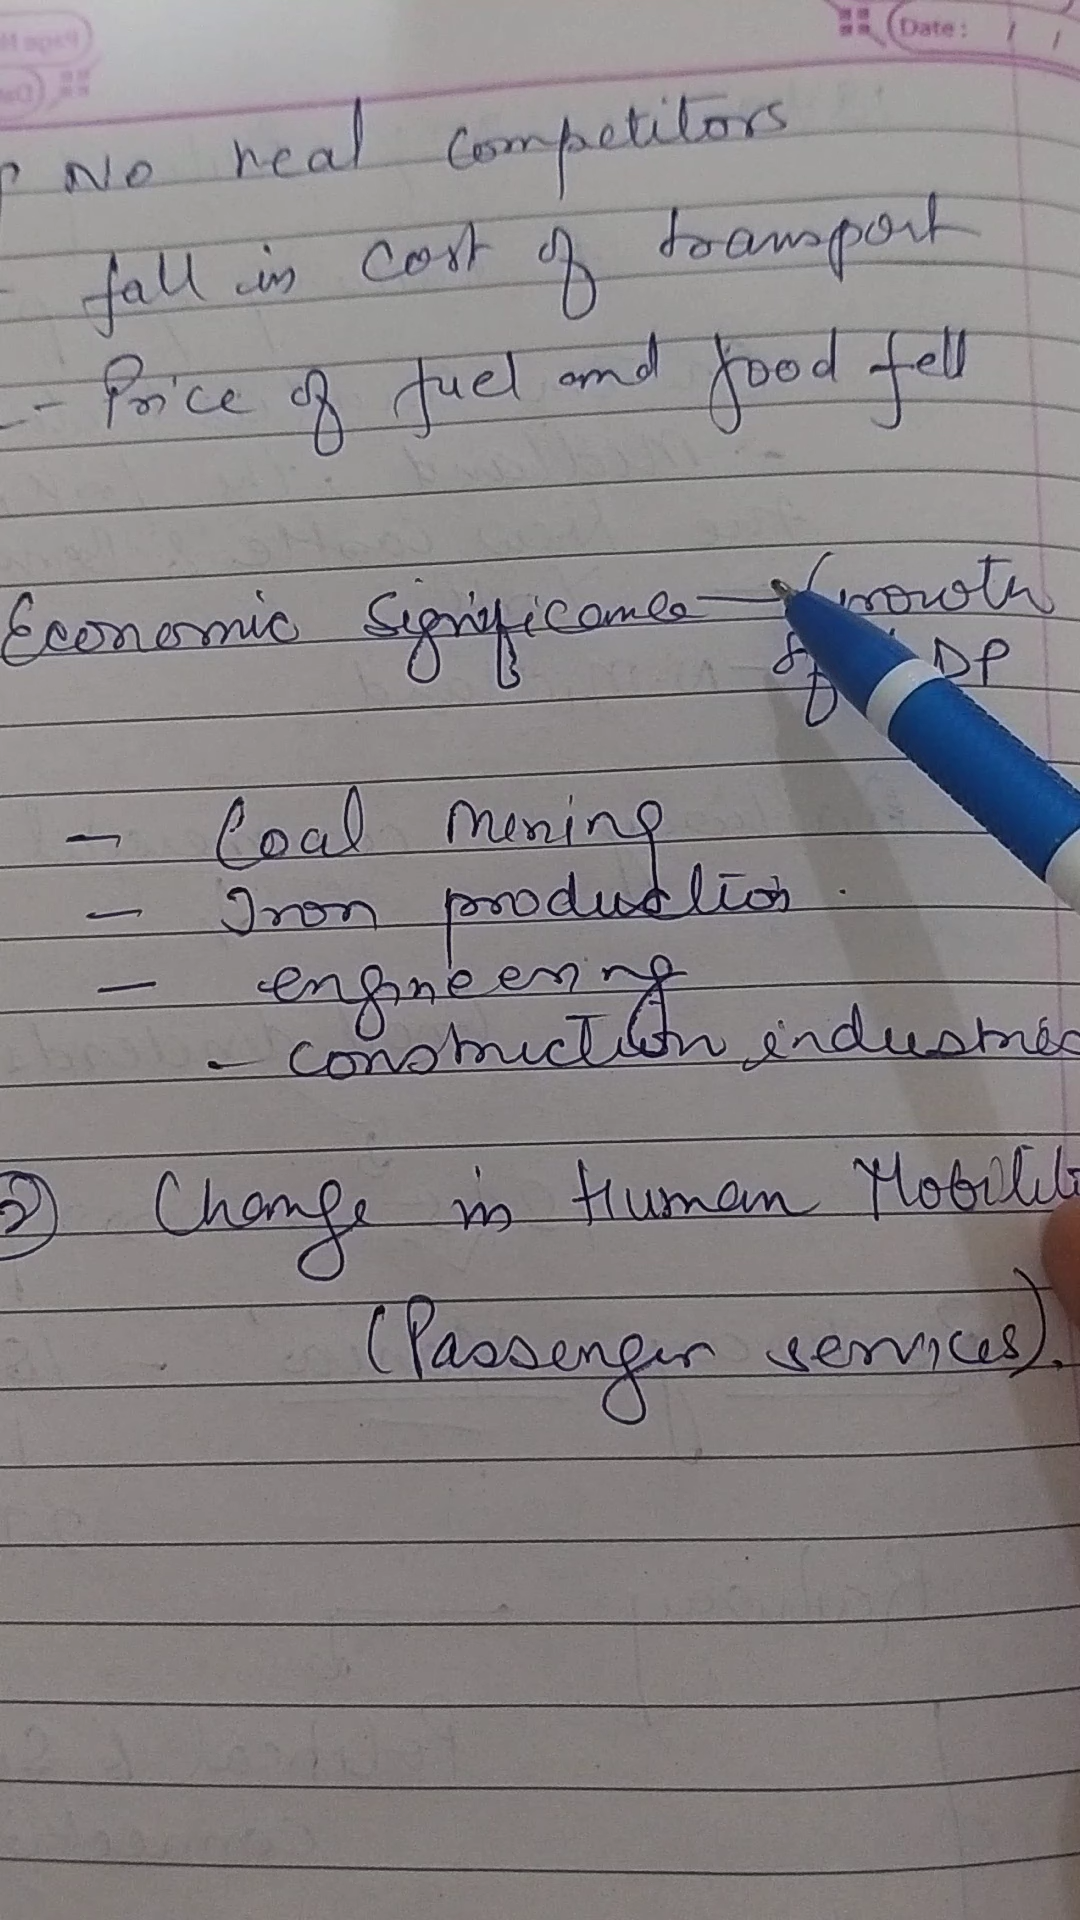 Date: / /
No real competitors
- fall in cost of transport
- Price of fuel and food fell
Economic Significance — Growth
of GDP
- Coal mining
- Iron production.
- engineering
- construction industries
2) Change in Human Mobilit
(Passenger services).